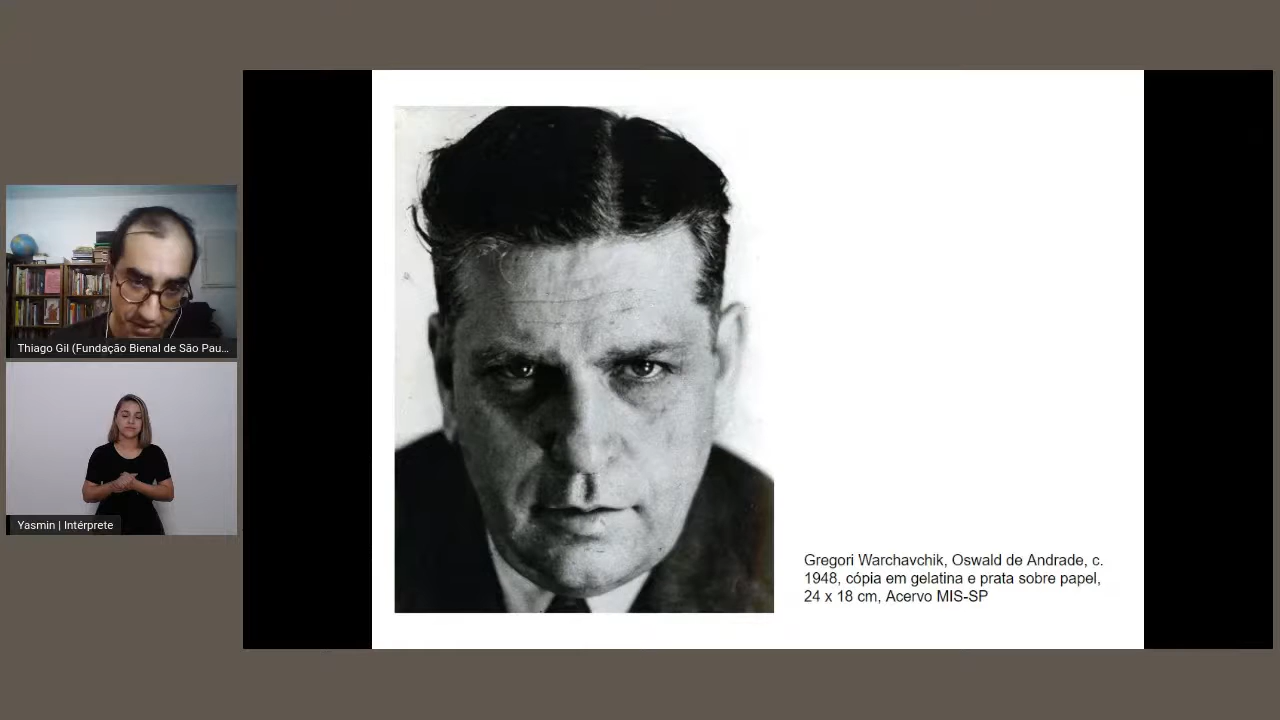 Thiago Gil (Fundação Bienal de São Pau...
Yasmin | Intérprete
Gregori Warchavchik, Oswald de Andrade, c.
1948, cópia em gelatina e prata sobre papel,
24 x 18 cm, Acervo MIS-SP